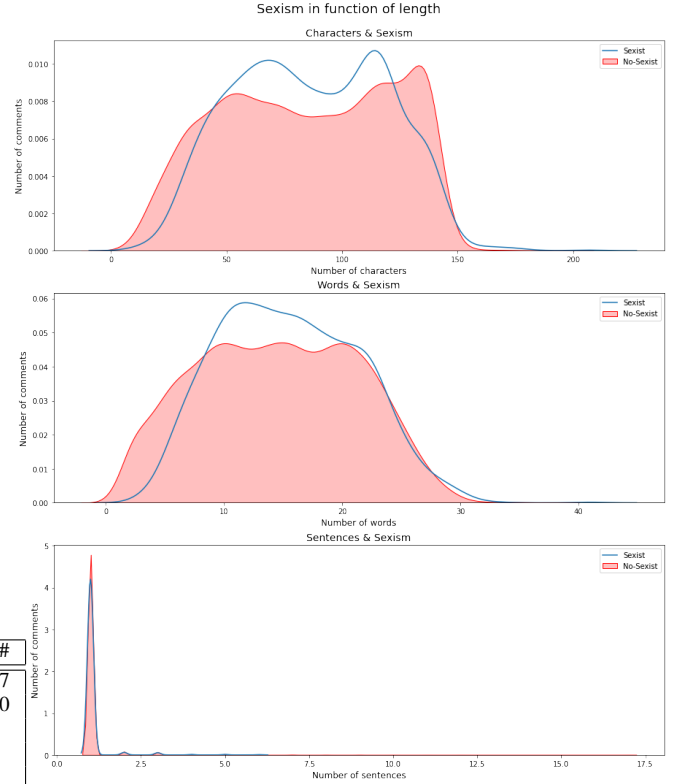 Sexism in function of length
Characters & Sexism
Number of comments
0.010
0.008
0.006
0.004
0.002
0.000
Sexist
No-Sexist
0 50 100 150 200
Number of characters
Words & Sexism
Number of comments
0.06
0.05
0.04
0.03
0.02
0.01
0.00
Sexist
No-Sexist
0 10 20 30 40
Number of words
Sentences & Sexism
Number of comments
5
4
3
2
1
0
Sexist
No-Sexist
0.0 2.5 5.0 7.5 10.0 12.5 15.0 17.5
Number of sentences
#
7
0